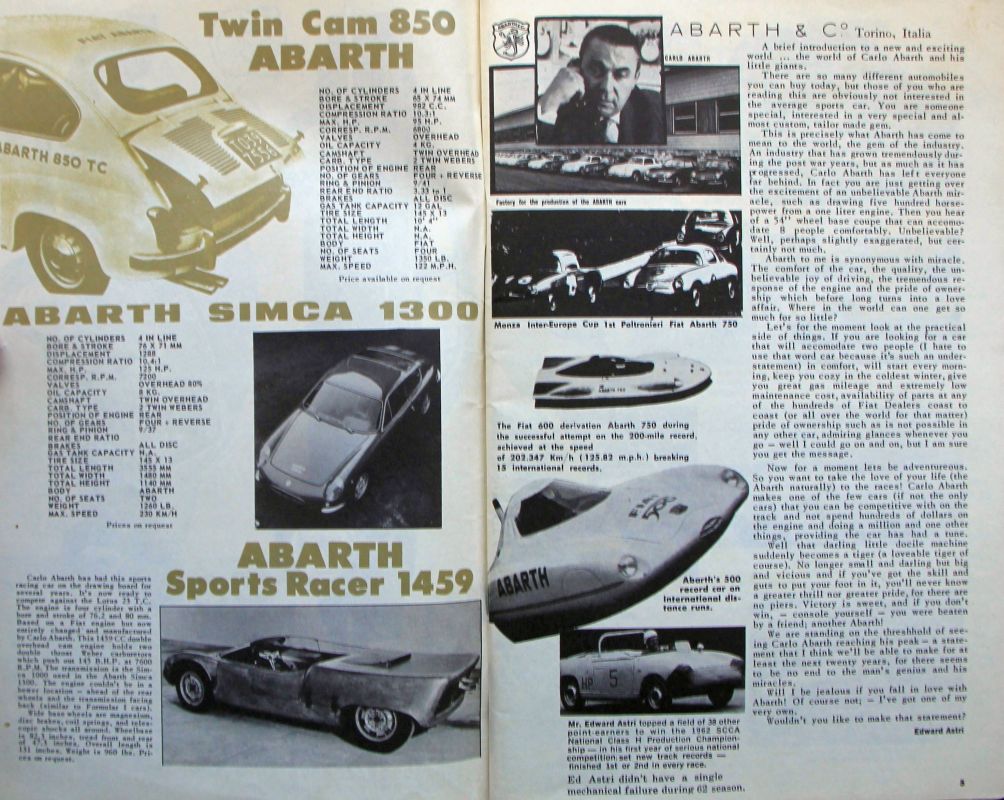 Twin Cam 850
ABARTH
FIAT ABARTH
ABARTH 850 TC
NO. OF CYLINDERS 4 IN LINE
BORE & STROKE 65 X 74 MM
DISPLACEMENT 982 C.C.
COMPRESSION RATIO 10.3:1
MAX. H.P. 95 H.P.
CORRESP. R.P.M. 6800
VALVES OVERHEAD
OIL CAPACITY 4 KG.
CAMSHAFT TWIN OVERHEAD
CARB. TYPE 2 TWIN WEBERS
POSITION OF ENGINE REAR
NO. OF GEARS FOUR + REVERSE
RING & PINION 9/41
REAR END RATIO 3.33 to 1
BRAKES ALL DISC
GAS TANK CAPACITY 12 GAL
TIRE SIZE 145 X 13
TOTAL LENGTH 10' 4"
TOTAL WIDTH N.A.
TOTAL HEIGHT N.A.
BODY FIAT
NO. OF SEATS FOUR
WEIGHT 1350 LB.
MAX. SPEED 122 M.P.H.
Price available on request
ABARTH SIMCA 1300
NO. OF CYLINDERS 4 IN LINE
BORE & STROKE 76 X 71 MM
DISPLACEMENT 1288
COMPRESSION RATIO 10.4:1
MAX. H.P. 125 H.P.
CORRESP. R.P.M. 7200
VALVES OVERHEAD 80%
OIL CAPACITY 8 KG.
CAMSHAFT TWIN OVERHEAD
CARB. TYPE 2 TWIN WEBERS
POSITION OF ENGINE REAR
NO. OF GEARS FOUR + REVERSE
RING & PINION 9/37
REAR END RATIO
BRAKES ALL DISC
GAS TANK CAPACITY N.A.
TIRE SIZE 145 X 13
TOTAL LENGTH 3555 MM
TOTAL WIDTH N.A.
TOTAL HEIGHT 1140 MM
BODY ABARTH
NO. OF SEATS TWO
WEIGHT 1260 LB.
MAX. SPEED 230 KM/H
Prices on request
ABARTH
Sports Racer 1459
Carlo Abarth has had this sports
racing car on the drawing board for
several years. It's now ready to
compete against the Lotus 23 T.C.
The engine is four cylinder with a
bore and stroke of 76.2 and 80 mm.
Based on a Fiat engine but now
entirely changed and manufactured
by Carlo Abarth. This 1459 CC double
overhead cam engine holds two
double throat Weber carburetors
which push out 145 B.H.P. at 7600
R.P.M. The transmission is the Sim-
ca 1000 used in the Abarth Simca
1300. The engine couldn't be in a
lower location — ahead of the rear
wheels and the transmission facing
back (similar to Formular I cars).
Wide base wheels are magnesium,
disc brakes, coil springs, and teles-
copic shocks all around. Wheelbase
is 82.3 inches, tread front and rear
of 47.3 inches. Overall length is
131 inches. Weight is 960 lbs. Pri-
ces on request.
ABARTH & Cº Torino, Italia
CARLO ABARTH
Factory for the production of the ABARTH cars
Monza Inter-Europe Cup 1st Poltronieri Fiat Abarth 750
The Fiat 600 derivation Abarth 750 during
the successful attempt on the 200-mile record,
achieved at the speed
of 202.347 Km/h (125.82 m.p.h.) breaking
15 international records.
FIAT
500
ABARTH
Abarth's 500
record car on
international dis-
tance runs.
HP 5
Mr. Edward Astri topped a field of 38 other
point-earners to win the 1962 SCCA
National Class H Production Champion-
ship — in his first year of serious national
competition set new track records —
finished 1st or 2nd in every race.
Ed Astri didn't have a single
mechanical failure during 62 season.
A brief introduction to a new and exciting
world ... the world of Carlo Abarth and his
little giants.
There are so many different automobiles
you can buy today, but those of you who are
reading this are obviously not interested in
the average sports car. You are someone
special, interested in a very special and al-
most custom, tailor made gem.
This is precisely what Abarth has come to
mean to the world, the gem of the industry.
An industry that has grown tremendously dur-
ing the post war years, but as much as it has
progressed, Carlo Abarth has left everyone
far behind. In fact you are just getting over
the excitement of an unbelievable Abarth mir-
acle, such as drawing five hundred horse-
power from a one liter engine. Then you hear
of a 54" wheel base coupe that can accomo-
date 8 people comfortably. Unbelievable?
Well, perhaps slightly exaggerated, but cer-
tainly not much.
Abarth to me is synonymous with miracle.
The comfort of the car, the quality, the un-
believable joy of driving, the tremendous re-
sponse of the engine and the pride of owner-
ship which before long turns into a love
affair. Where in the world can one get so
much for so little?
Let's for the moment look at the practical
side of things. If you are looking for a car
that will accomodate two people (I hate to
use that word car because it's such an under-
statement) in comfort, will start every morn-
ing, keep you cozy in the coldest winter, give
you great gas mileage and extremely low
maintenance cost, availability of parts at any
of the hundreds of Fiat Dealers coast to
coast (or all over the world for that matter)
pride of ownership such as is not possible in
any other car, admiring glances whenever you
go — well I could go on and on, but I am sure
you get the message.
Now for a moment lets be adventureous.
So you want to take the love of your life (the
Abarth naturally) to the races! Carlo Abarth
makes one of the few cars (if not the only
cars) that you can be competitive with on the
track and not spend hundreds of dollars on
the engine and doing a million and one other
things, providing the car has had a tune.
Well that darling little docile machine
suddenly becomes a tiger (a loveable tiger of
course). No longer small and darling but big
and vicious and if you've got the skill and
guts to put your foot in it, you'll never know
a greater thrill nor greater pride, for there are
no piers. Victory is sweet, and if you don't
win, — console yourself — you were beaten
by a friend; another Abarth!
We are standing on the threshhold of see-
ing Carlo Abarth reaching his peak — a state-
ment that I think we'll be able to make for at
least the next twenty years, for there seems
to be no end to the man's genius and his
miracles.
Will I be jealous if you fall in love with
Abarth! Of course not; — I've got one of my
very own.
Wouldn't you like to make that statement?
Edward Astri